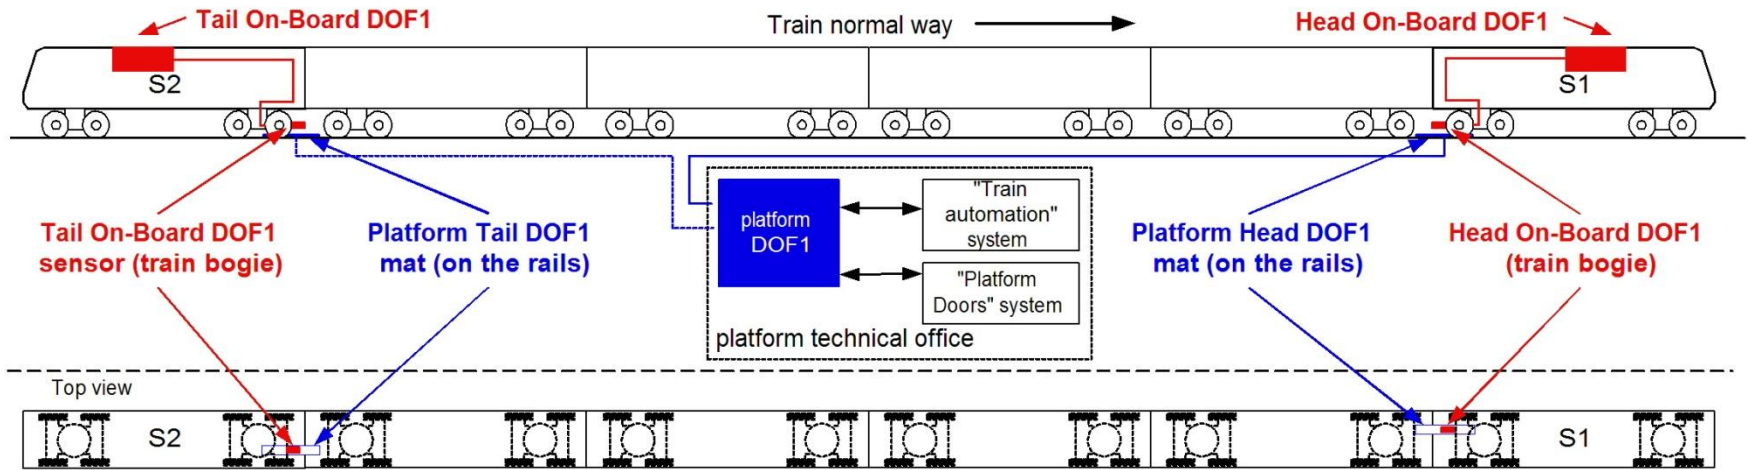 Tail On-Board DOF1
Train normal way
Head On-Board DOF1
S2
S1
Tail On-Board DOF1
sensor (train bogie)
Platform Tail DOF1
mat (on the rails)
platform
DOF1
"Train
automation"
system
"Platform
Doors" system
platform technical office
Platform Head DOF1
mat (on the rails)
Head On-Board DOF1
(train bogie)
Top view
S2
S1